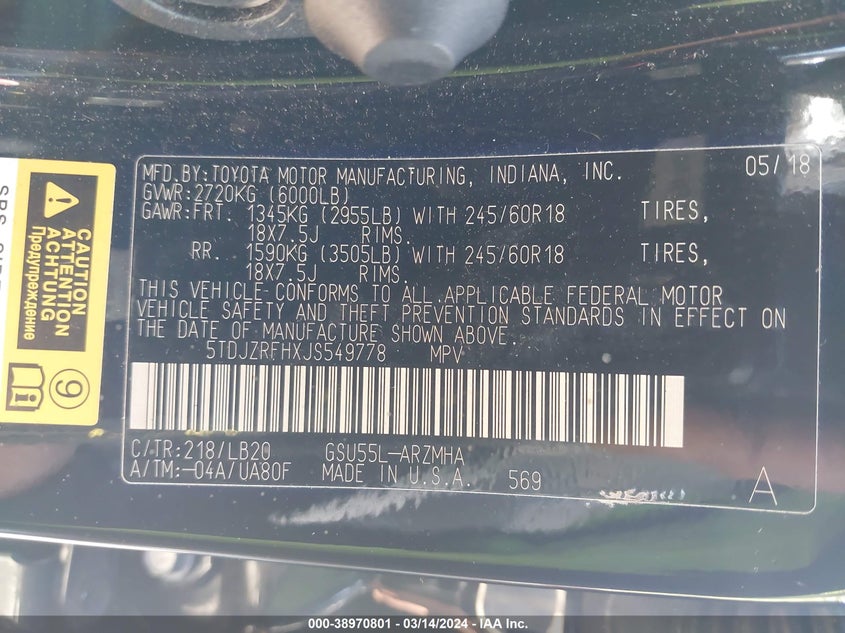 MFD.BY:TOYOTA MOTOR MANUFACTURING, INDIANA, INC. 05/18
GVWR:2720KG (6000LB)
GAWR:FRT. 1345KG (2955LB) WITH 245/60R18 TIRES,
18X7.5J RIMS.
RR. 1590KG (3505LB) WITH 245/60R18 TIRES,
18X7.5J RIMS.
THIS VEHICLE CONFORMS TO ALL APPLICABLE FEDERAL MOTOR
VEHICLE SAFETY AND THEFT PREVENTION STANDARDS IN EFFECT ON
THE DATE OF MANUFACTURE SHOWN ABOVE.
5TDJZRFHXJS549778 MPV
C/TR:218/LB20 GSU55L-ARZMHA
A/TM:-04A/UA80F MADE IN U.S.A. 569 A
CAUTION
ATTENTION
ACHTUNG
Предупреждение
9
000-38970801 - 03/14/2024 - IAA Inc.